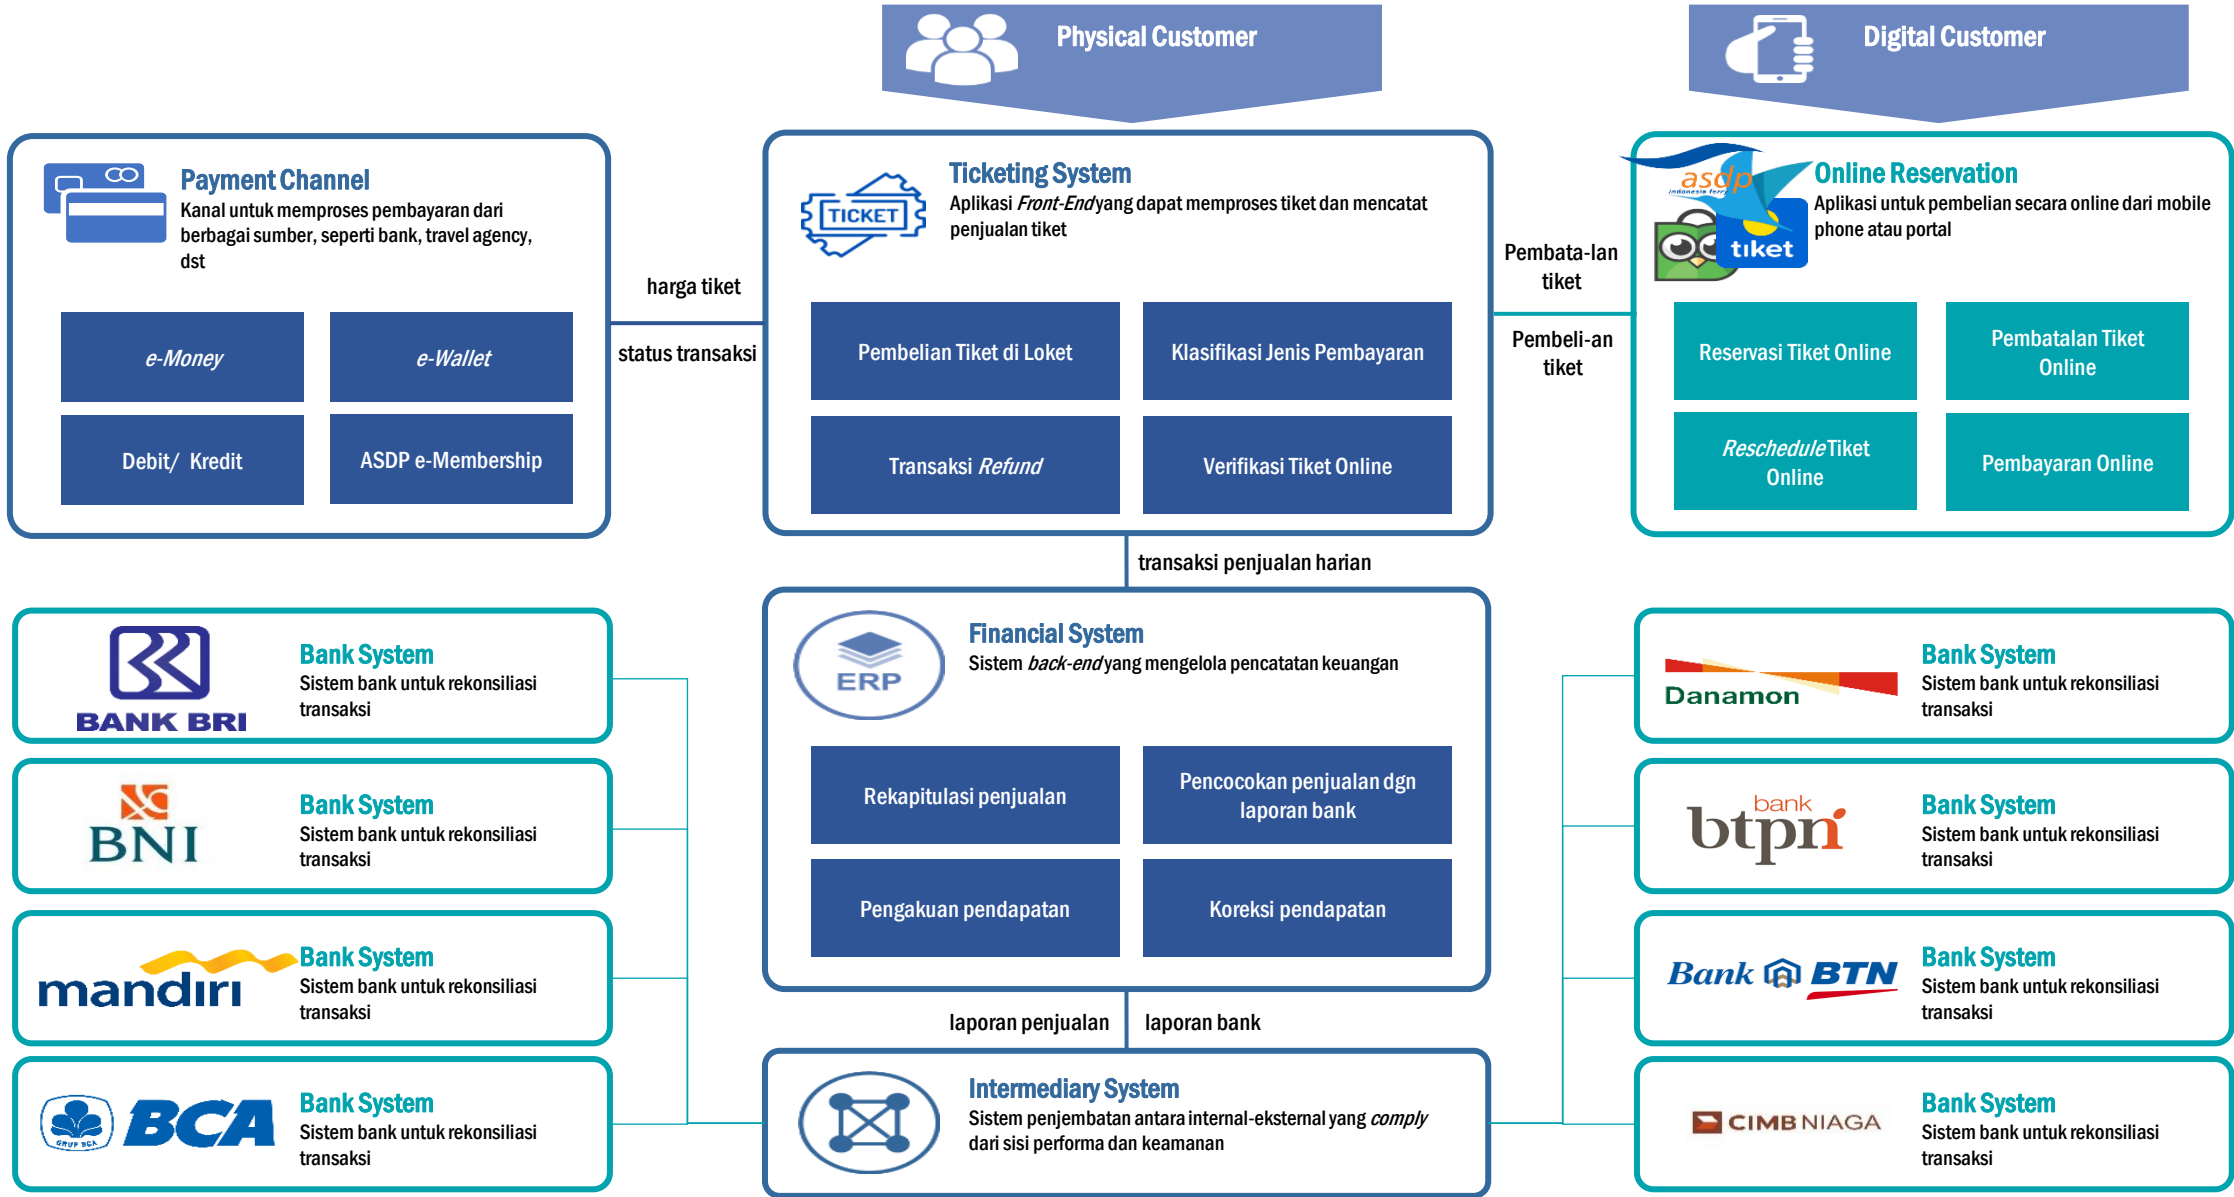 Physical Customer
Digital Customer
Payment Channel
Kanal untuk memproses pembayaran dari
berbagai sumber, seperti bank, travel agency,
dst
e-Money
e-Wallet
Debit/ Kredit
ASDP e-Membership
harga tiket
status transaksi
TICKET
Ticketing System
Aplikasi Front-End yang dapat memproses tiket dan mencatat
penjualan tiket
Pembelian Tiket di Loket
Klasifikasi Jenis Pembayaran
Transaksi Refund
Verifikasi Tiket Online
Pembata-lan
tiket
Pembeli-an
tiket
asdp
indonesia ferry
tiket
Online Reservation
Aplikasi untuk pembelian secara online dari mobile
phone atau portal
Reservasi Tiket Online
Pembatalan Tiket
Online
Reschedule Tiket
Online
Pembayaran Online
transaksi penjualan harian
BANK BRI
Bank System
Sistem bank untuk rekonsiliasi
transaksi
BNI
Bank System
Sistem bank untuk rekonsiliasi
transaksi
mandiri
Bank System
Sistem bank untuk rekonsiliasi
transaksi
GRUP BCA
BCA
Bank System
Sistem bank untuk rekonsiliasi
transaksi
ERP
Financial System
Sistem back-end yang mengelola pencatatan keuangan
Rekapitulasi penjualan
Pencocokan penjualan dgn
laporan bank
Pengakuan pendapatan
Koreksi pendapatan
laporan penjualan
laporan bank
Intermediary System
Sistem penjembatan antara internal-eksternal yang comply
dari sisi performa dan keamanan
Danamon
Bank System
Sistem bank untuk rekonsiliasi
transaksi
bank
btpn
Bank System
Sistem bank untuk rekonsiliasi
transaksi
Bank BTN
Bank System
Sistem bank untuk rekonsiliasi
transaksi
CIMB NIAGA
Bank System
Sistem bank untuk rekonsiliasi
transaksi